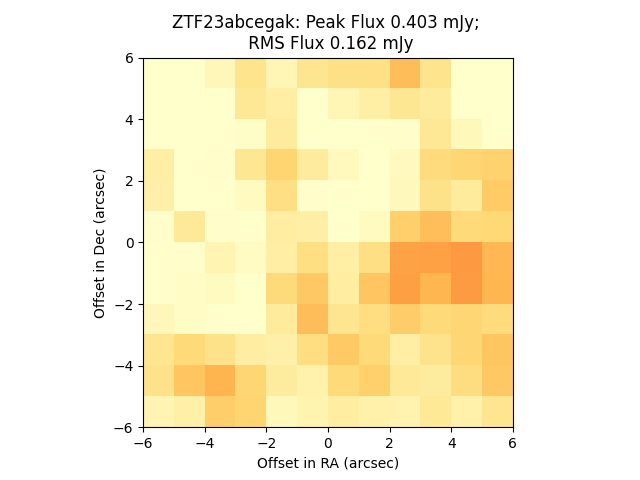 ZTF23abcegak: Peak Flux 0.403 mJy;
RMS Flux 0.162 mJy
6
4
2
0
−2
−4
−6
Offset in Dec (arcsec)
−6 −4 −2 0 2 4 6
Offset in RA (arcsec)